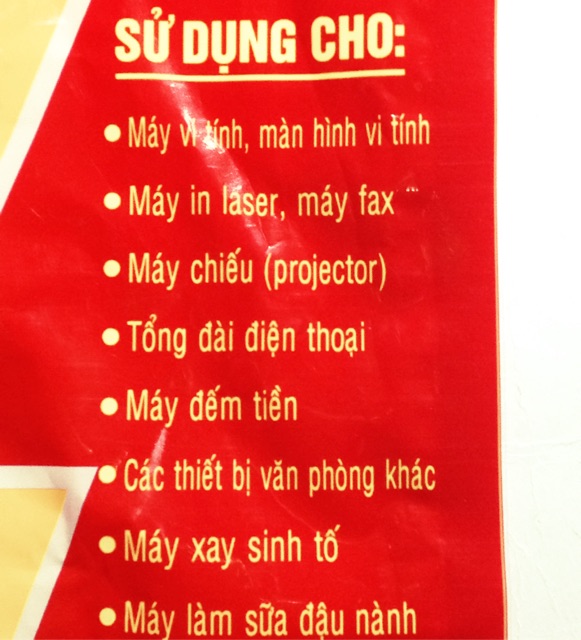 SỬ DỤNG CHO:
● Máy vi tính, màn hình vi tính
● Máy in laser, máy fax
● Máy chiếu (projector)
● Tổng đài điện thoại
● Máy đếm tiền
● Các thiết bị văn phòng khác
● Máy xay sinh tố
● Máy làm sữa đậu nành